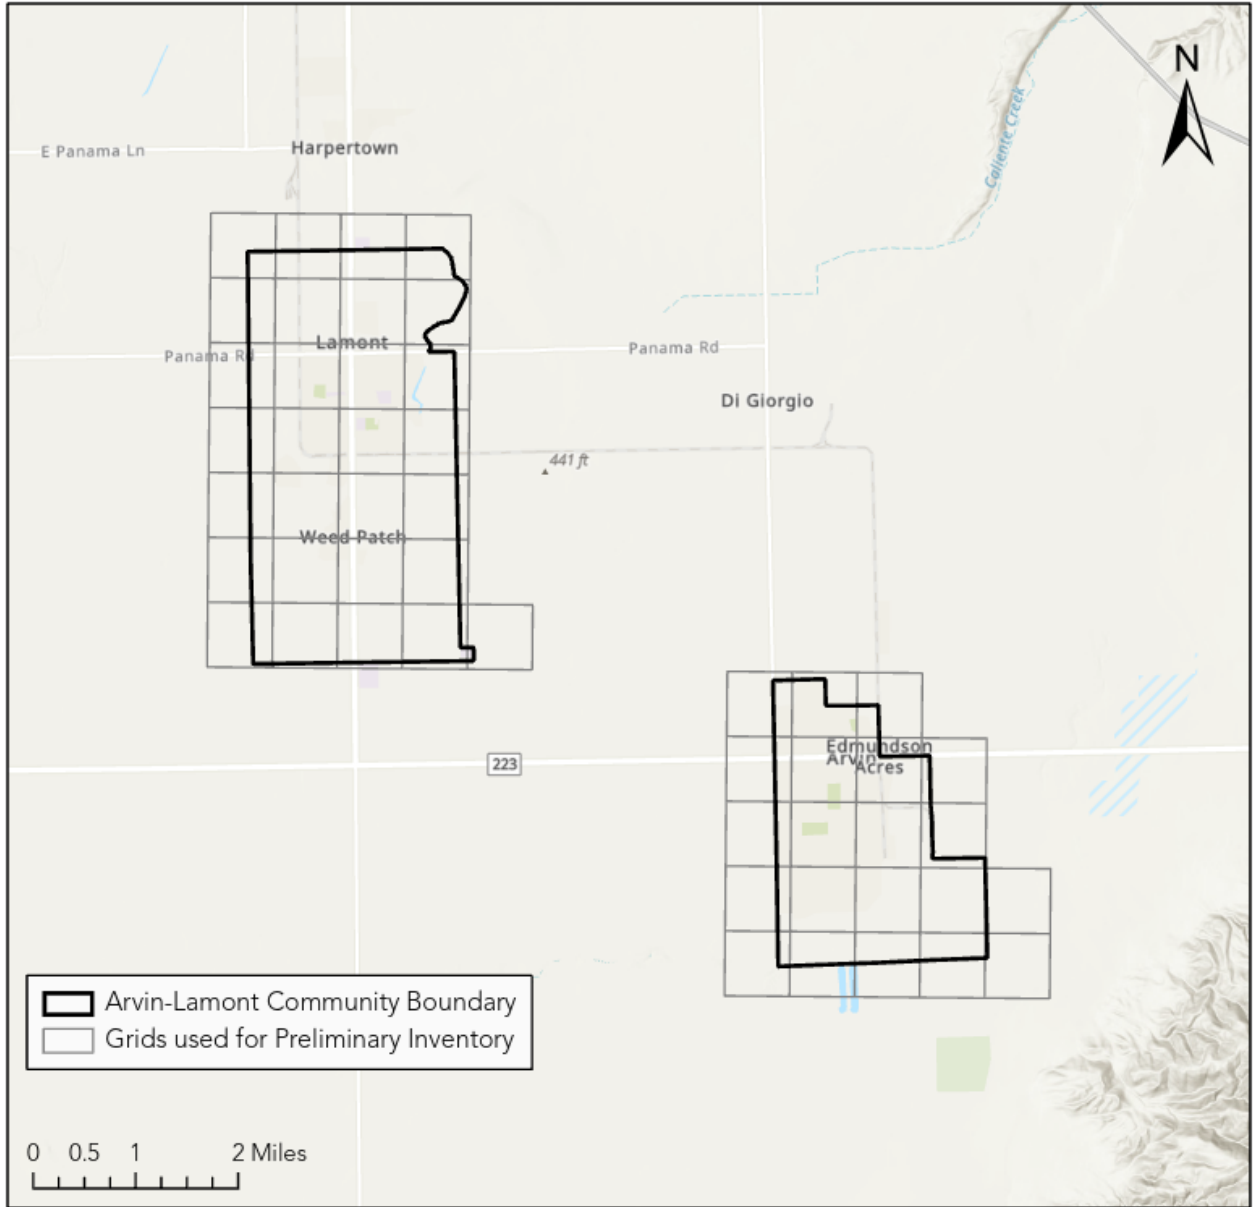 N
Caliente Creek
E Panama Ln
Harpertown
Lamont
Panama Rd
Panama Rd
Di Giorgio
441 ft
Weed Patch
Edmundson
Arvin
Acres
223
Arvin-Lamont Community Boundary
Grids used for Preliminary Inventory
0 0.5 1 2 Miles